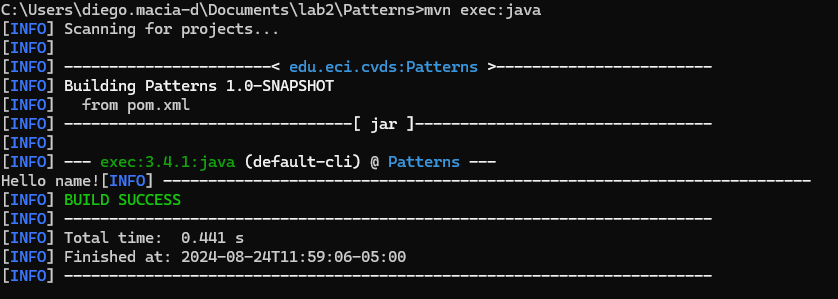 C:\Users\diego.macia-d\Documents\lab2\Patterns>mvn exec:java
[INFO] Scanning for projects...
[INFO]
[INFO] -----------------------< edu.eci.cvds:Patterns >------------------------
[INFO] Building Patterns 1.0-SNAPSHOT
[INFO]   from pom.xml
[INFO] --------------------------------[ jar ]---------------------------------
[INFO]
[INFO] --- exec:3.4.1:java (default-cli) @ Patterns ---
Hello name![INFO] ------------------------------------------------------------------------
[INFO] BUILD SUCCESS
[INFO] ------------------------------------------------------------------------
[INFO] Total time:  0.441 s
[INFO] Finished at: 2024-08-24T11:59:06-05:00
[INFO] ------------------------------------------------------------------------